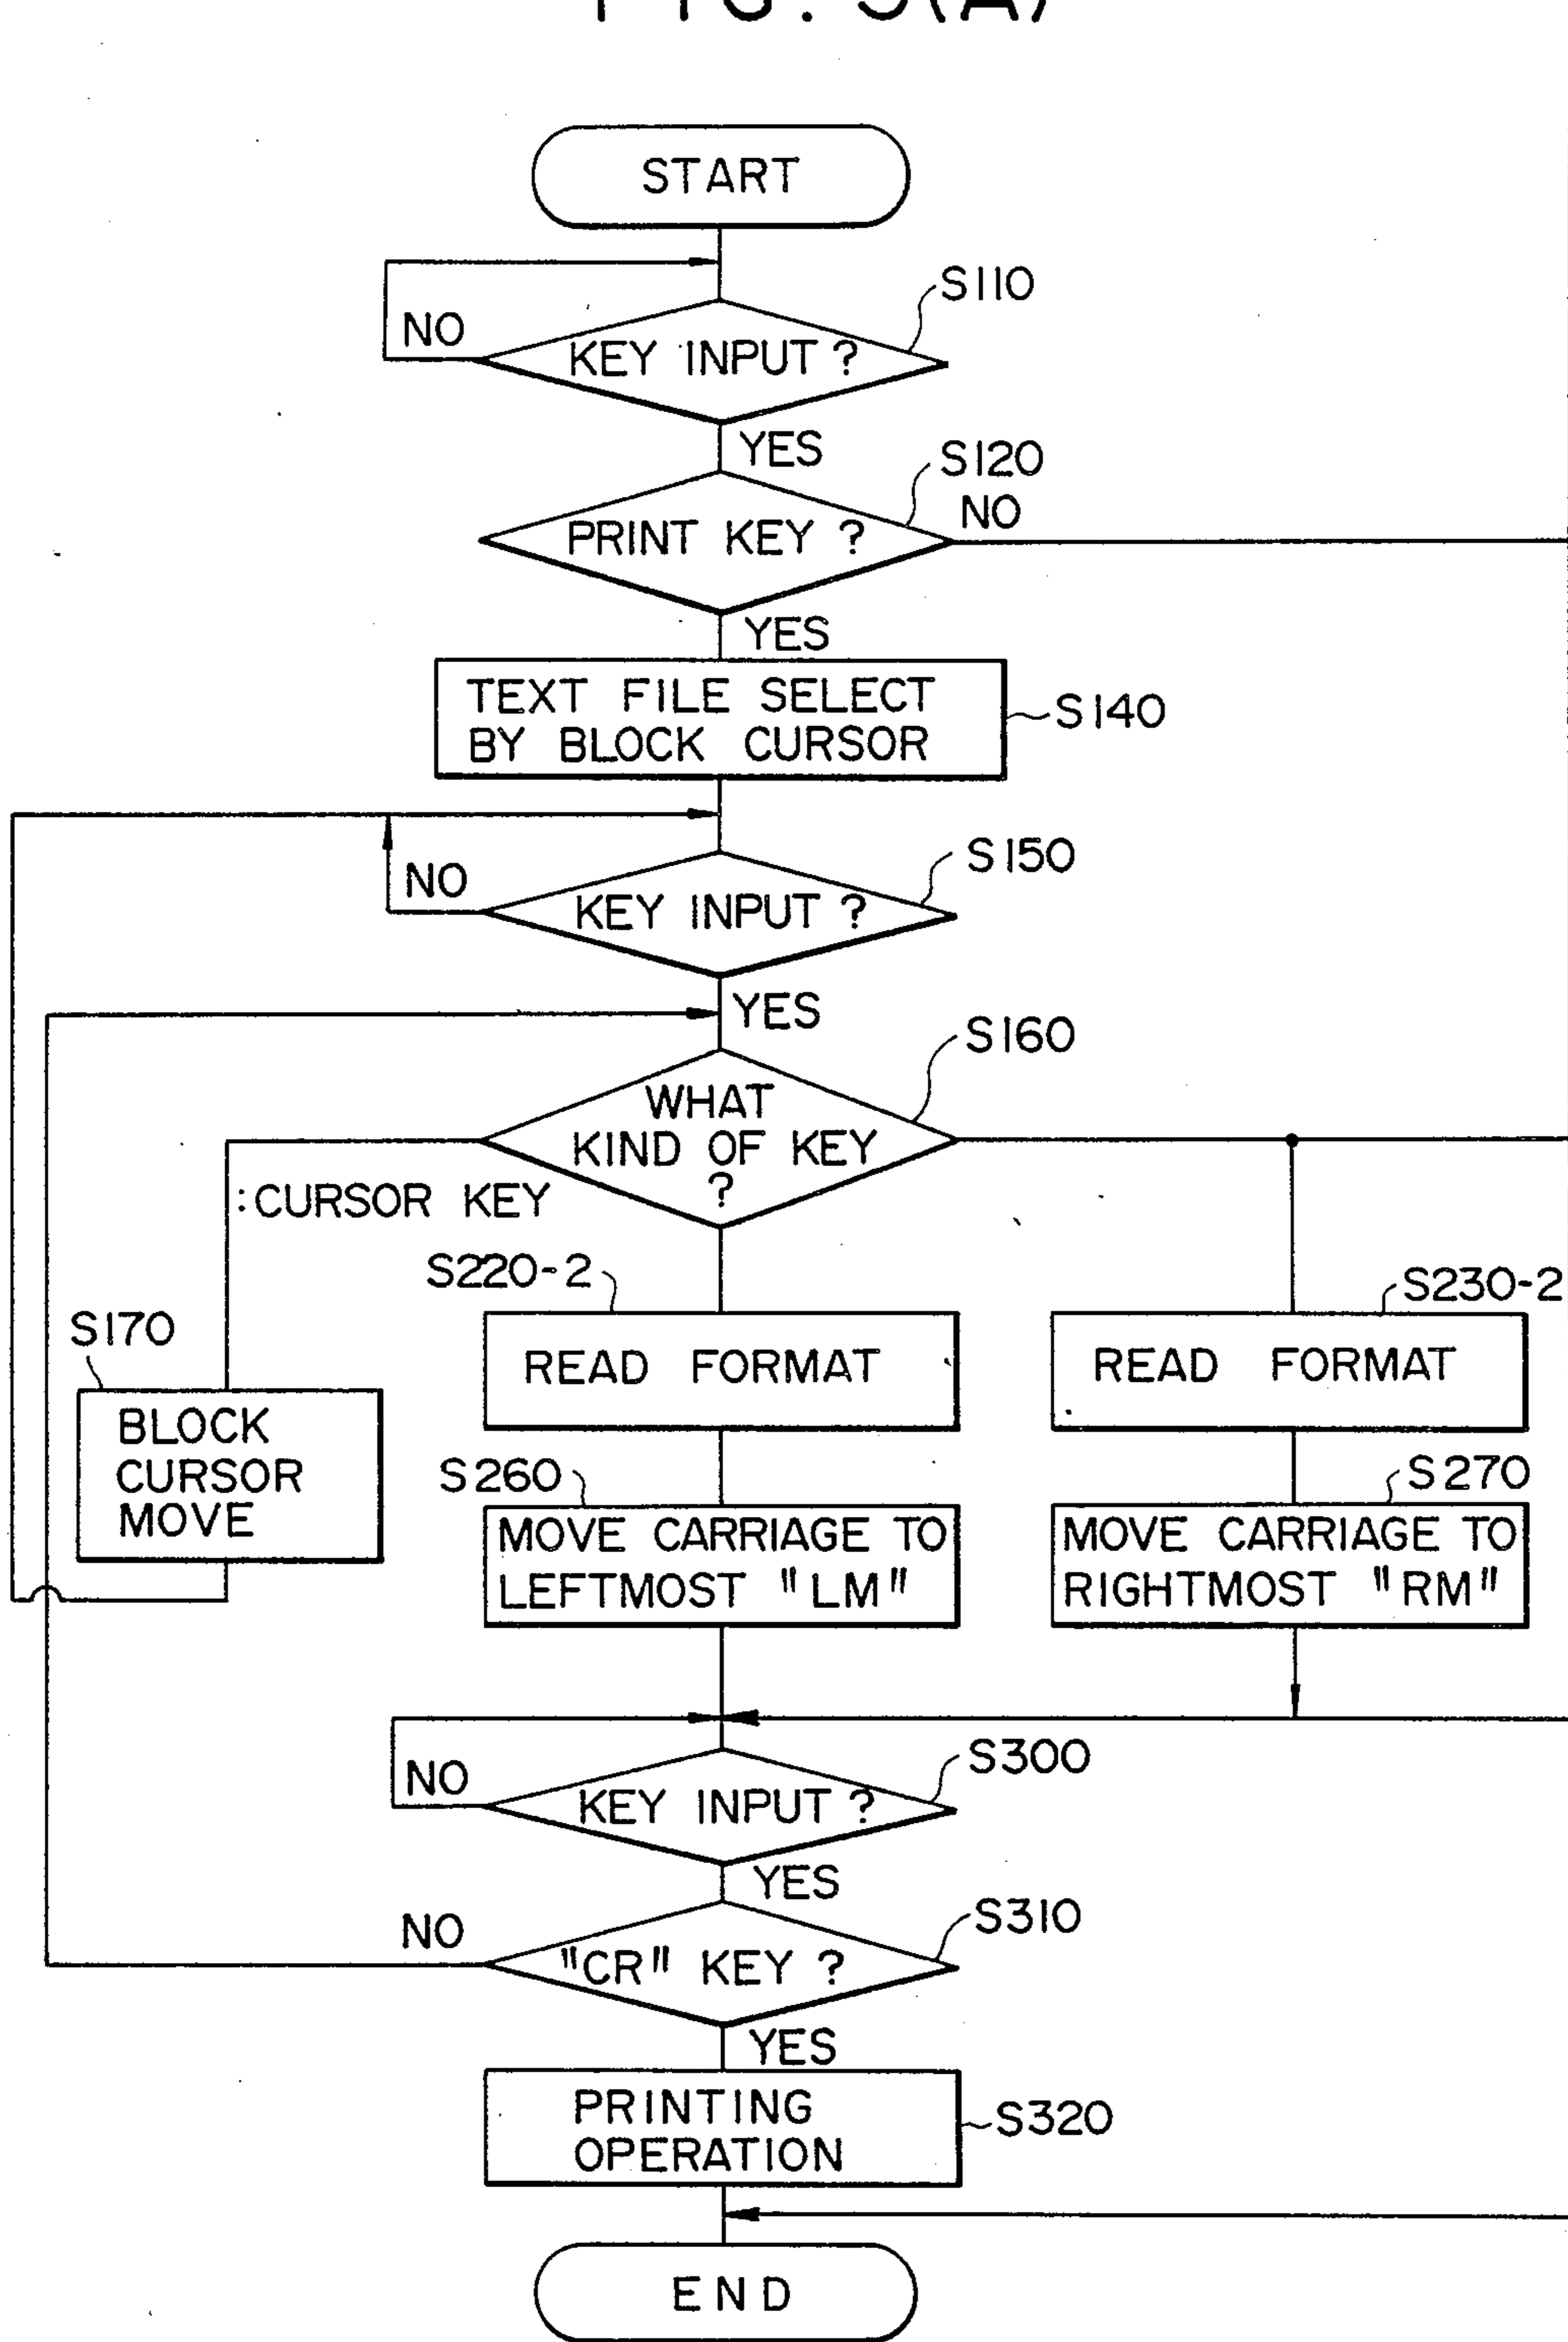 FIG. 5(A)
START
S110
NO
KEY INPUT ?
YES
S120
NO
PRINT KEY ?
YES
TEXT FILE SELECT
BY BLOCK CURSOR
S140
S150
NO
KEY INPUT ?
YES
S160
WHAT
KIND OF KEY
?
:CURSOR KEY
S220-2
S230-2
S170
READ FORMAT
READ FORMAT
BLOCK
CURSOR
MOVE
S260
S270
MOVE CARRIAGE TO
LEFTMOST "LM"
MOVE CARRIAGE TO
RIGHTMOST "RM"
S300
NO
KEY INPUT ?
YES
S310
NO
"CR" KEY ?
YES
PRINTING
OPERATION
S320
END